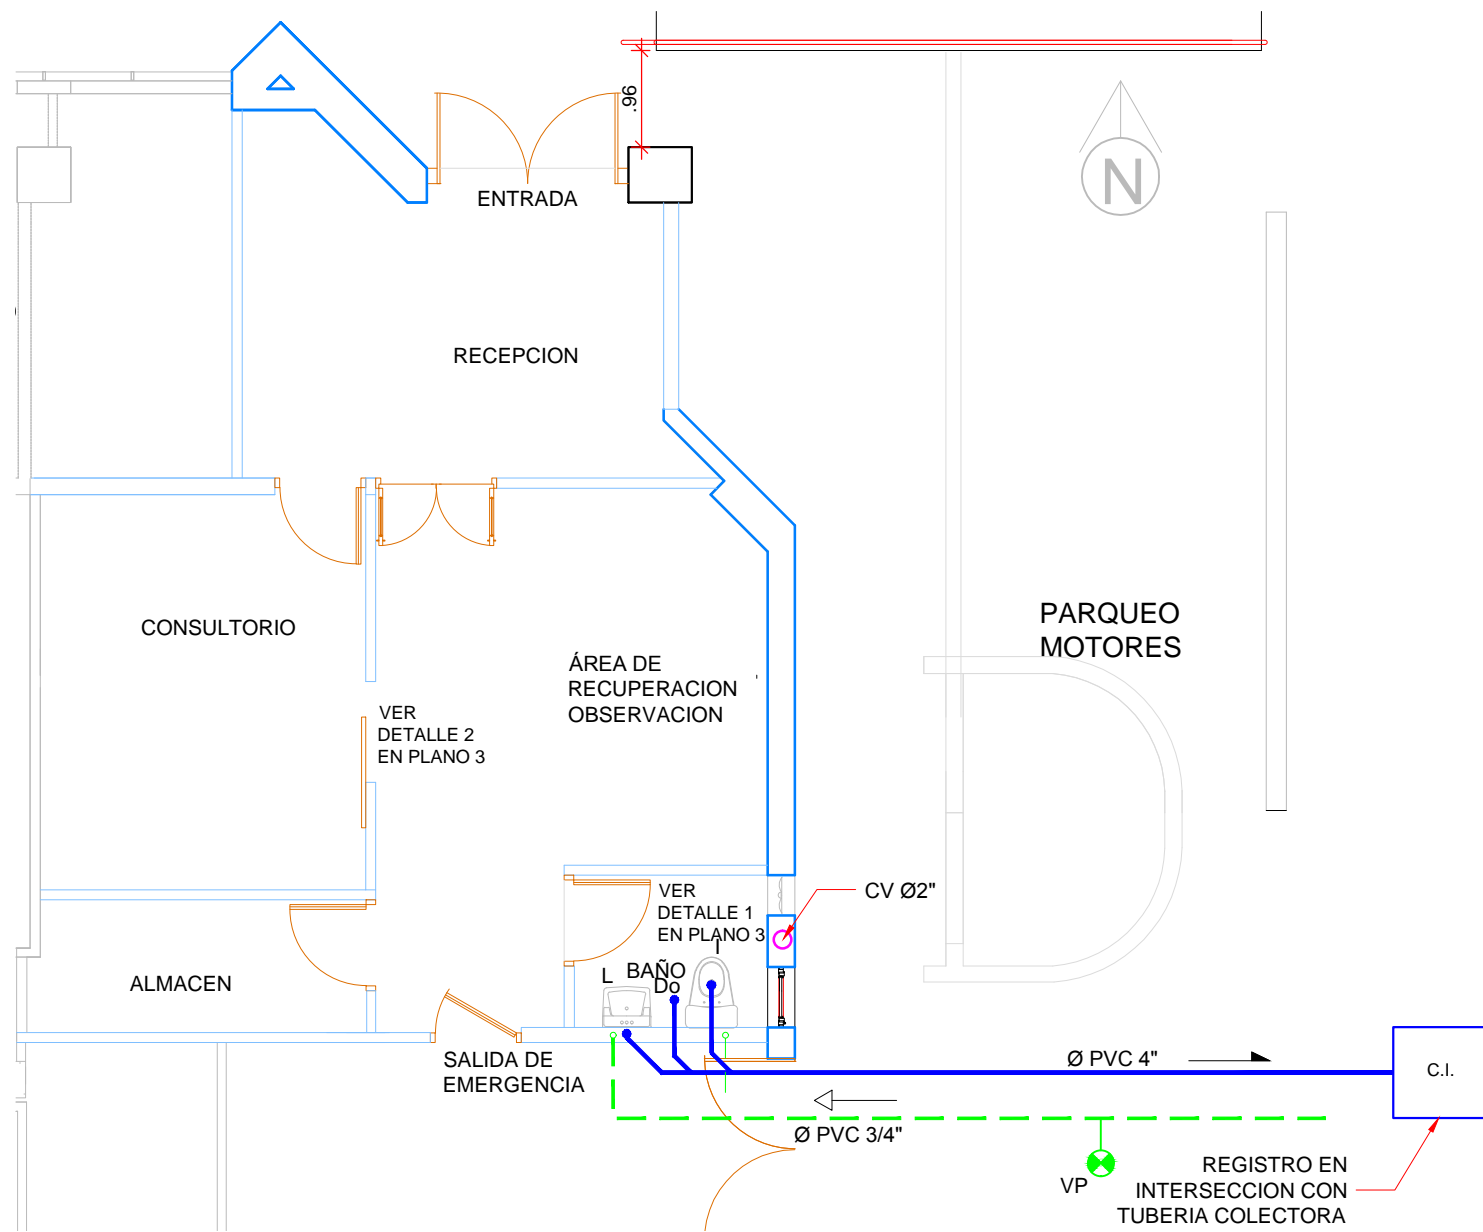 .96
N
ENTRADA
RECEPCION
CONSULTORIO
PARQUEO
MOTORES
ÁREA DE
RECUPERACION
OBSERVACION
VER
DETALLE 2
EN PLANO 3
VER
DETALLE 1
EN PLANO 3
CV Ø2"
I
L
BAÑO
Do
ALMACEN
SALIDA DE
EMERGENCIA
Ø PVC 4"
C.I.
Ø PVC 3/4"
VP
REGISTRO EN
INTERSECCION CON
TUBERIA COLECTORA